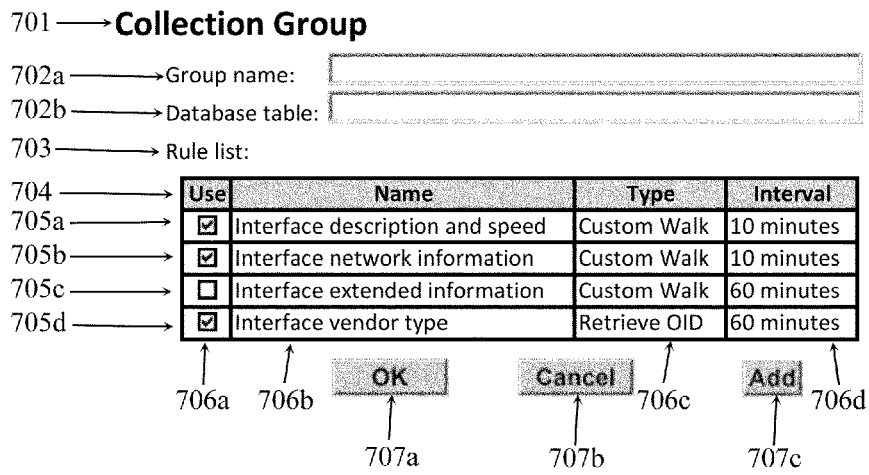 701 Collection Group
702a Group name:
702b Database table:
703 Rule list:
704 Use Name Type Interval
705a Interface description and speed Custom Walk 10 minutes
705b Interface network information Custom Walk 10 minutes
705c Interface extended information Custom Walk 60 minutes
705d Interface vendor type Retrieve OID 60 minutes
OK Cancel Add
706a 706b 706c 706d
707a 707b 707c